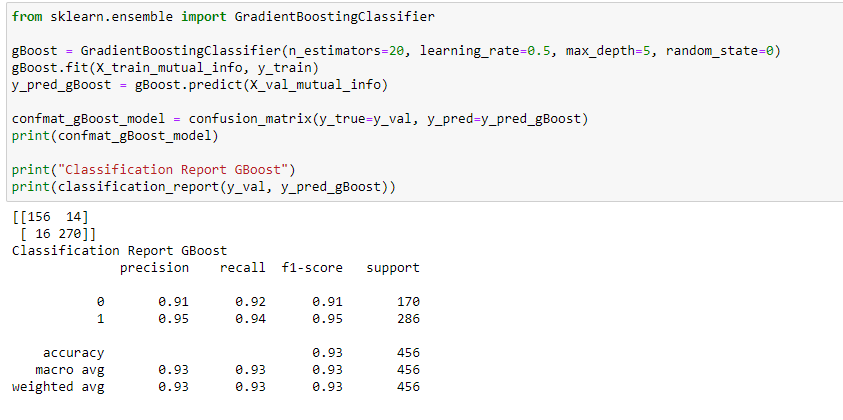 from sklearn.ensemble import GradientBoostingClassifier
gBoost = GradientBoostingClassifier(n_estimators=20, learning_rate=0.5, max_depth=5, random_state=0)
gBoost.fit(X_train_mutual_info, y_train)
y_pred_gBoost = gBoost.predict(X_val_mutual_info)
confmat_gBoost_model = confusion_matrix(y_true=y_val, y_pred=y_pred_gBoost)
print(confmat_gBoost_model)
print("Classification Report GBoost")
print(classification_report(y_val, y_pred_gBoost))
[[156  14]
 [ 16 270]]
Classification Report GBoost
              precision    recall  f1-score   support
           0       0.91      0.92      0.91       170
           1       0.95      0.94      0.95       286
    accuracy                           0.93       456
   macro avg       0.93      0.93      0.93       456
weighted avg       0.93      0.93      0.93       456